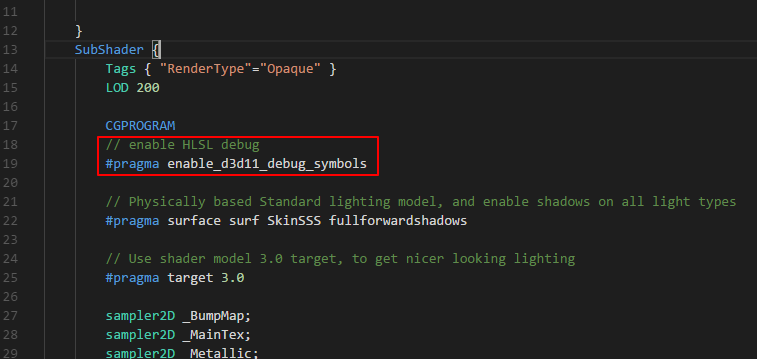 11
12 }
13 SubShader {
14 Tags { "RenderType"="Opaque" }
15 LOD 200
16
17 CGPROGRAM
18 // enable HLSL debug
19 #pragma enable_d3d11_debug_symbols
20
21 // Physically based Standard lighting model, and enable shadows on all light types
22 #pragma surface surf SkinSSS fullforwardshadows
23
24 // Use shader model 3.0 target, to get nicer looking lighting
25 #pragma target 3.0
26
27 sampler2D _BumpMap;
28 sampler2D _MainTex;
29 sampler2D _Metallic;